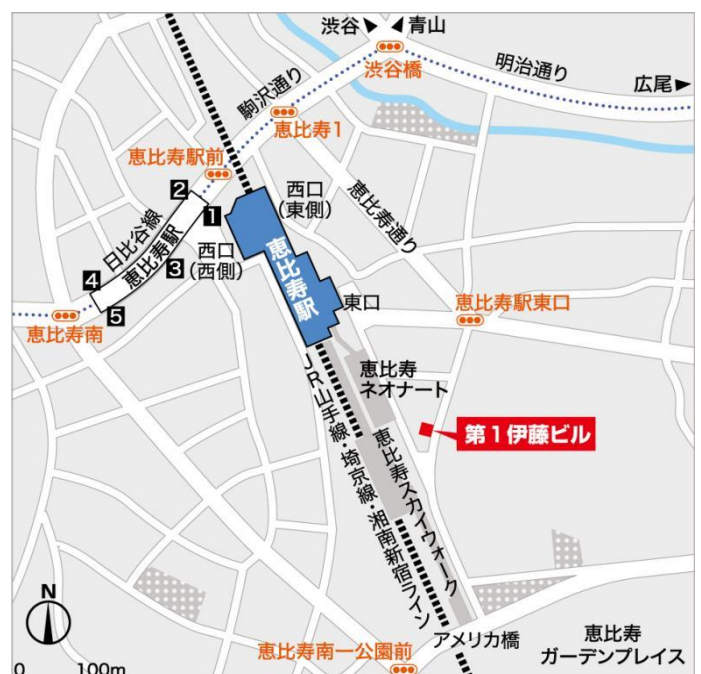 渋谷
青山
渋谷橋
明治通り
広尾
駒沢通り
恵比寿1
恵比寿駅前
2
1
西口
(東側)
恵比寿通り
日比谷線
恵比寿駅
3
4
5
西口
(西側)
恵比寿駅
東口
恵比寿駅東口
恵比寿南
恵比寿
ネオナート
第1伊藤ビル
JR山手線・埼京線・湘南新宿ライン
恵比寿スカイウォーク
N
0 100m
アメリカ橋
恵比寿
ガーデンプレイス
恵比寿南一公園前